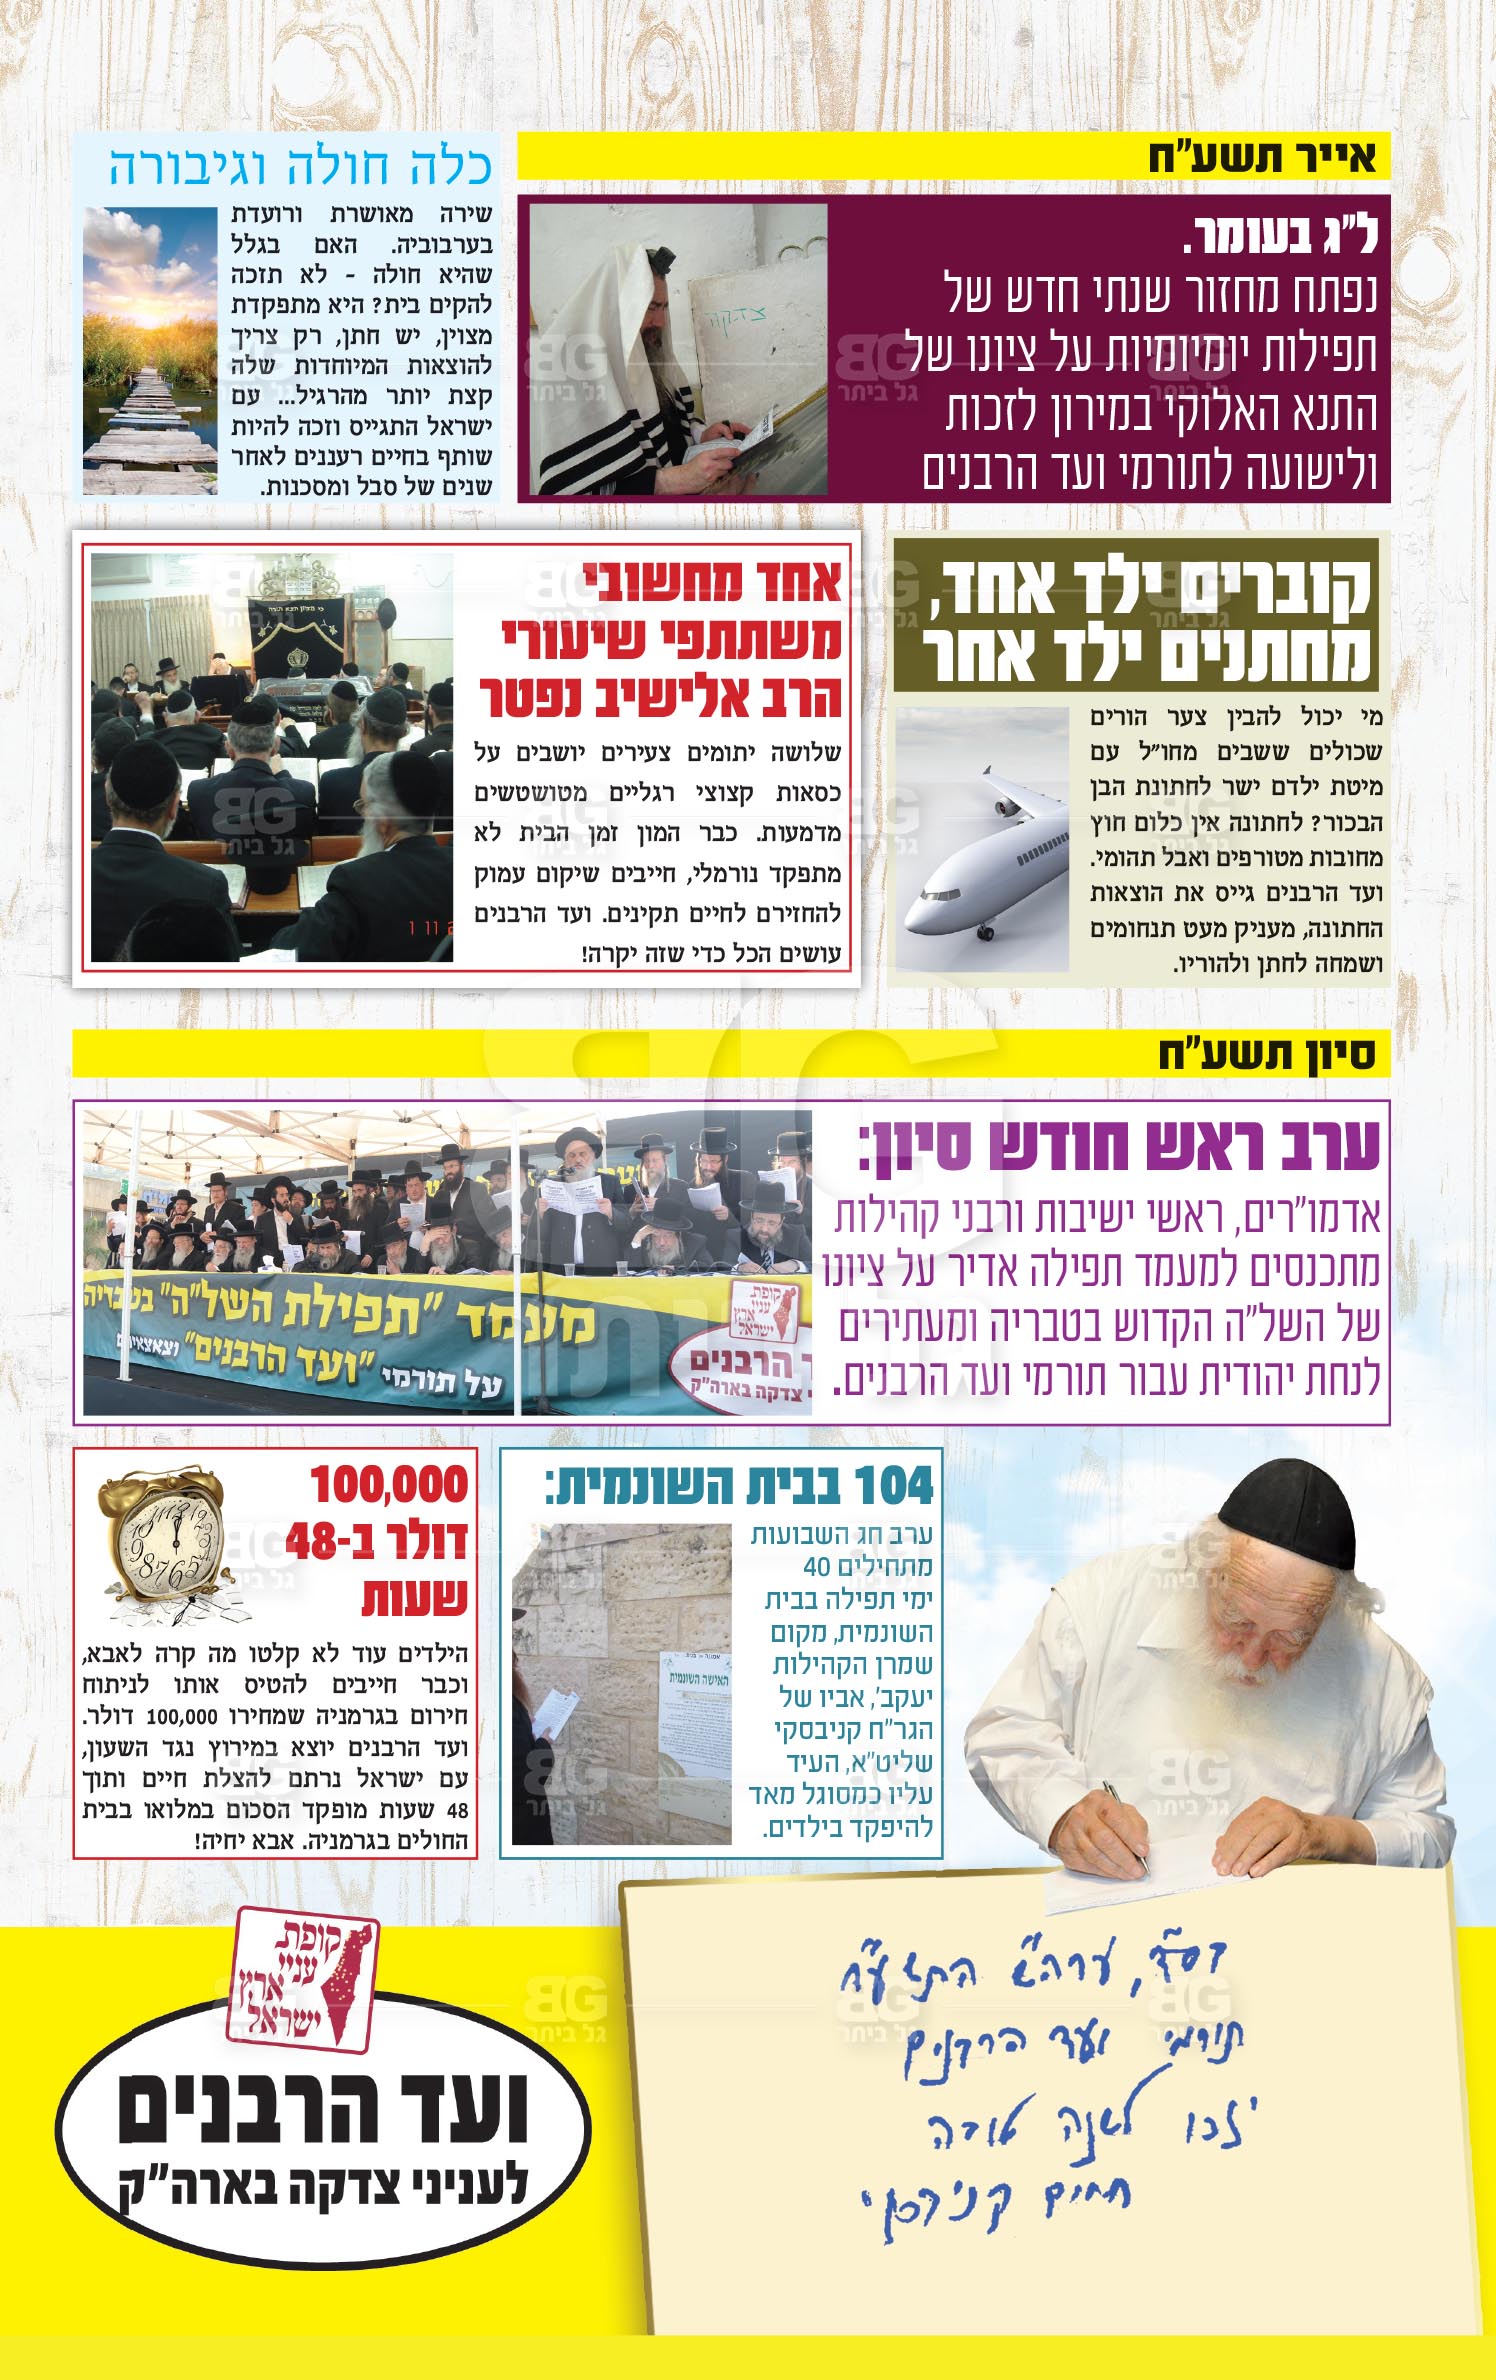 אייר תשע"ח
ל"ג בעומר.
נפתח מחזור שנתי חדש של
תפילות יומיומיות על ציונו של
התנא האלוקי במירון לזכות
ולישועה לתורמי ועד הרבנים
צדקה
כלה חולה וגיבורה
שירה מאושרת ורועדת
בערבוביה. האם בגלל
שהיא חולה - לא תזכה
להקים בית? היא מתפקדת
מצוין, יש חתן, רק צריך
להוצאות המיוחדות שלה
קצת יותר מהרגיל... עם
ישראל התגייס וזכה להיות
שותף בחיים רעננים לאחר
שנים של סבל ומסכנות.
קוברים ילד אחד,
מחתנים ילד אחר
מי יכול להבין צער הורים
שכולים ששבים מחו"ל עם
מיטת ילדם ישר לחתונת הבן
הבכור? לחתונה אין כלום חוץ
מחובות מטורפים ואבל תהומי.
ועד הרבנים גייס את הוצאות
החתונה, מעניק מעט תנחומים
ושמחה לחתן ולהוריו.
אחד מחשובי
משתתפי שיעורי
הרב אלישיב נפטר
שלושה יתומים צעירים יושבים על
כסאות קצוצי רגליים מטושטשים
מדמעות. כבר המון זמן הבית לא
מתפקד נורמלי, חייבים שיקום עמוק
להחזירם לחיים תקינים. ועד הרבנים
עושים הכל כדי שזה יקרה!
סיון תשע"ח
ערב ראש חודש סיון:
אדמו"רים, ראשי ישיבות ורבני קהילות
מתכנסים למעמד תפילה אדיר על ציונו
של השל"ה הקדוש בטבריה ומעתירים
לנחת יהודית עבור תורמי ועד הרבנים.
מעמד "תפילת השל"ה" בטבריה
על תורמי "ועד הרבנים" וצאצאיהם
קופת
עניי
ארץ
ישראל
הרבנים
צדקה בארה"ק
104 בבית השונמית:
ערב חג השבועות
מתחילים 40
ימי תפילה בבית
השונמית, מקום
שמרן הקהילות
יעקב', אביו של
הגר"ח קניבסקי
שליט"א, העיד
עליו כמסוגל מאד
להיפקד בילדים.
האישה השונמית
100,000
דולר ב-48
שעות
הילדים עוד לא קלטו מה קרה לאבא,
וכבר חייבים להטיס אותו לניתוח
חירום בגרמניה שמחירו 100,000 דולר.
ועד הרבנים יוצא במירוץ נגד השעון,
עם ישראל נרתם להצלת חיים ותוך
48 שעות מופקד הסכום במלואו בבית
החולים בגרמניה. אבא יחיה!
בס"ד, ערה"ש התשע"ח
תורמי ועד הרבנים
יזכו לשנה טובה
חיים קניבסקי
קופת
עניי
ארץ
ישראל
ועד הרבנים
לעניני צדקה בארה"ק
BG
גל ביתר